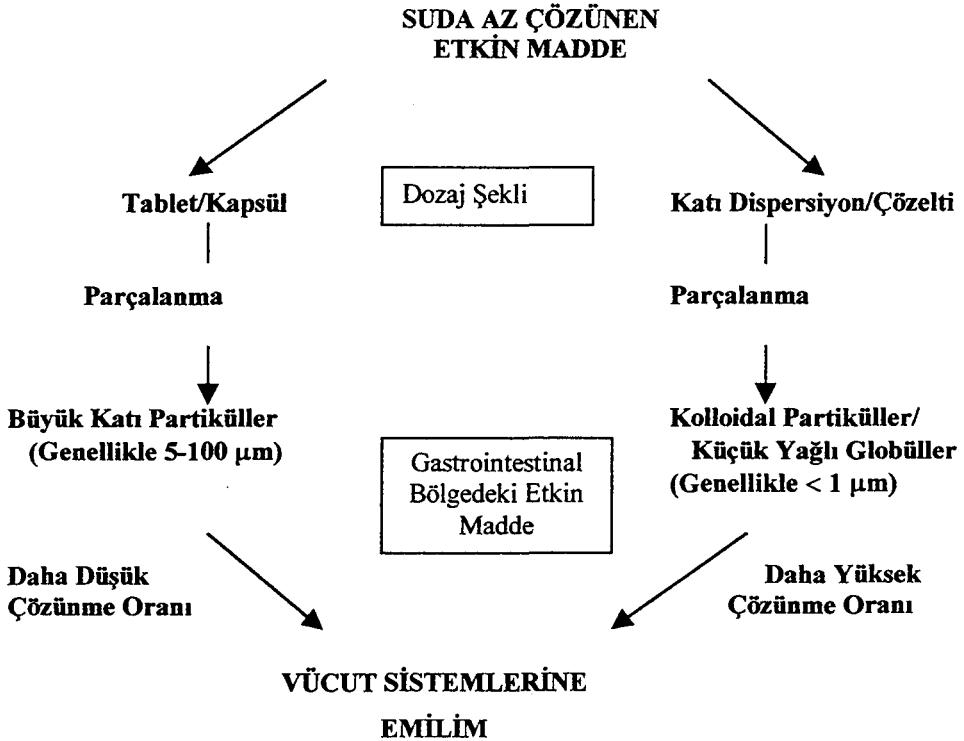 SUDA AZ ÇÖZÜNEN
ETKİN MADDE
Tablet/Kapsül
Dozaj Şekli
Katı Dispersiyon/Çözelti
Parçalanma
Parçalanma
Büyük Katı Partiküller
(Genellikle 5-100 µm)
Kolloidal Partiküller/
Küçük Yağlı Globüller
(Genellikle < 1 µm)
Gastrointestinal
Bölgedeki Etkin
Madde
Daha Düşük
Çözünme Oranı
Daha Yüksek
Çözünme Oranı
VÜCUT SİSTEMLERİNE
EMİLİM